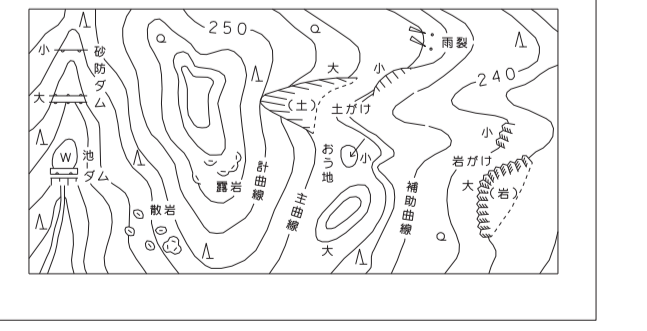 250
小
砂防ダム
雨裂
大
小
240
大
(土)
土がけ
小
W
池
ダム
おう地
小
岩がけ
計曲線
露岩
大
(岩)
主曲線
補助曲線
散岩
大